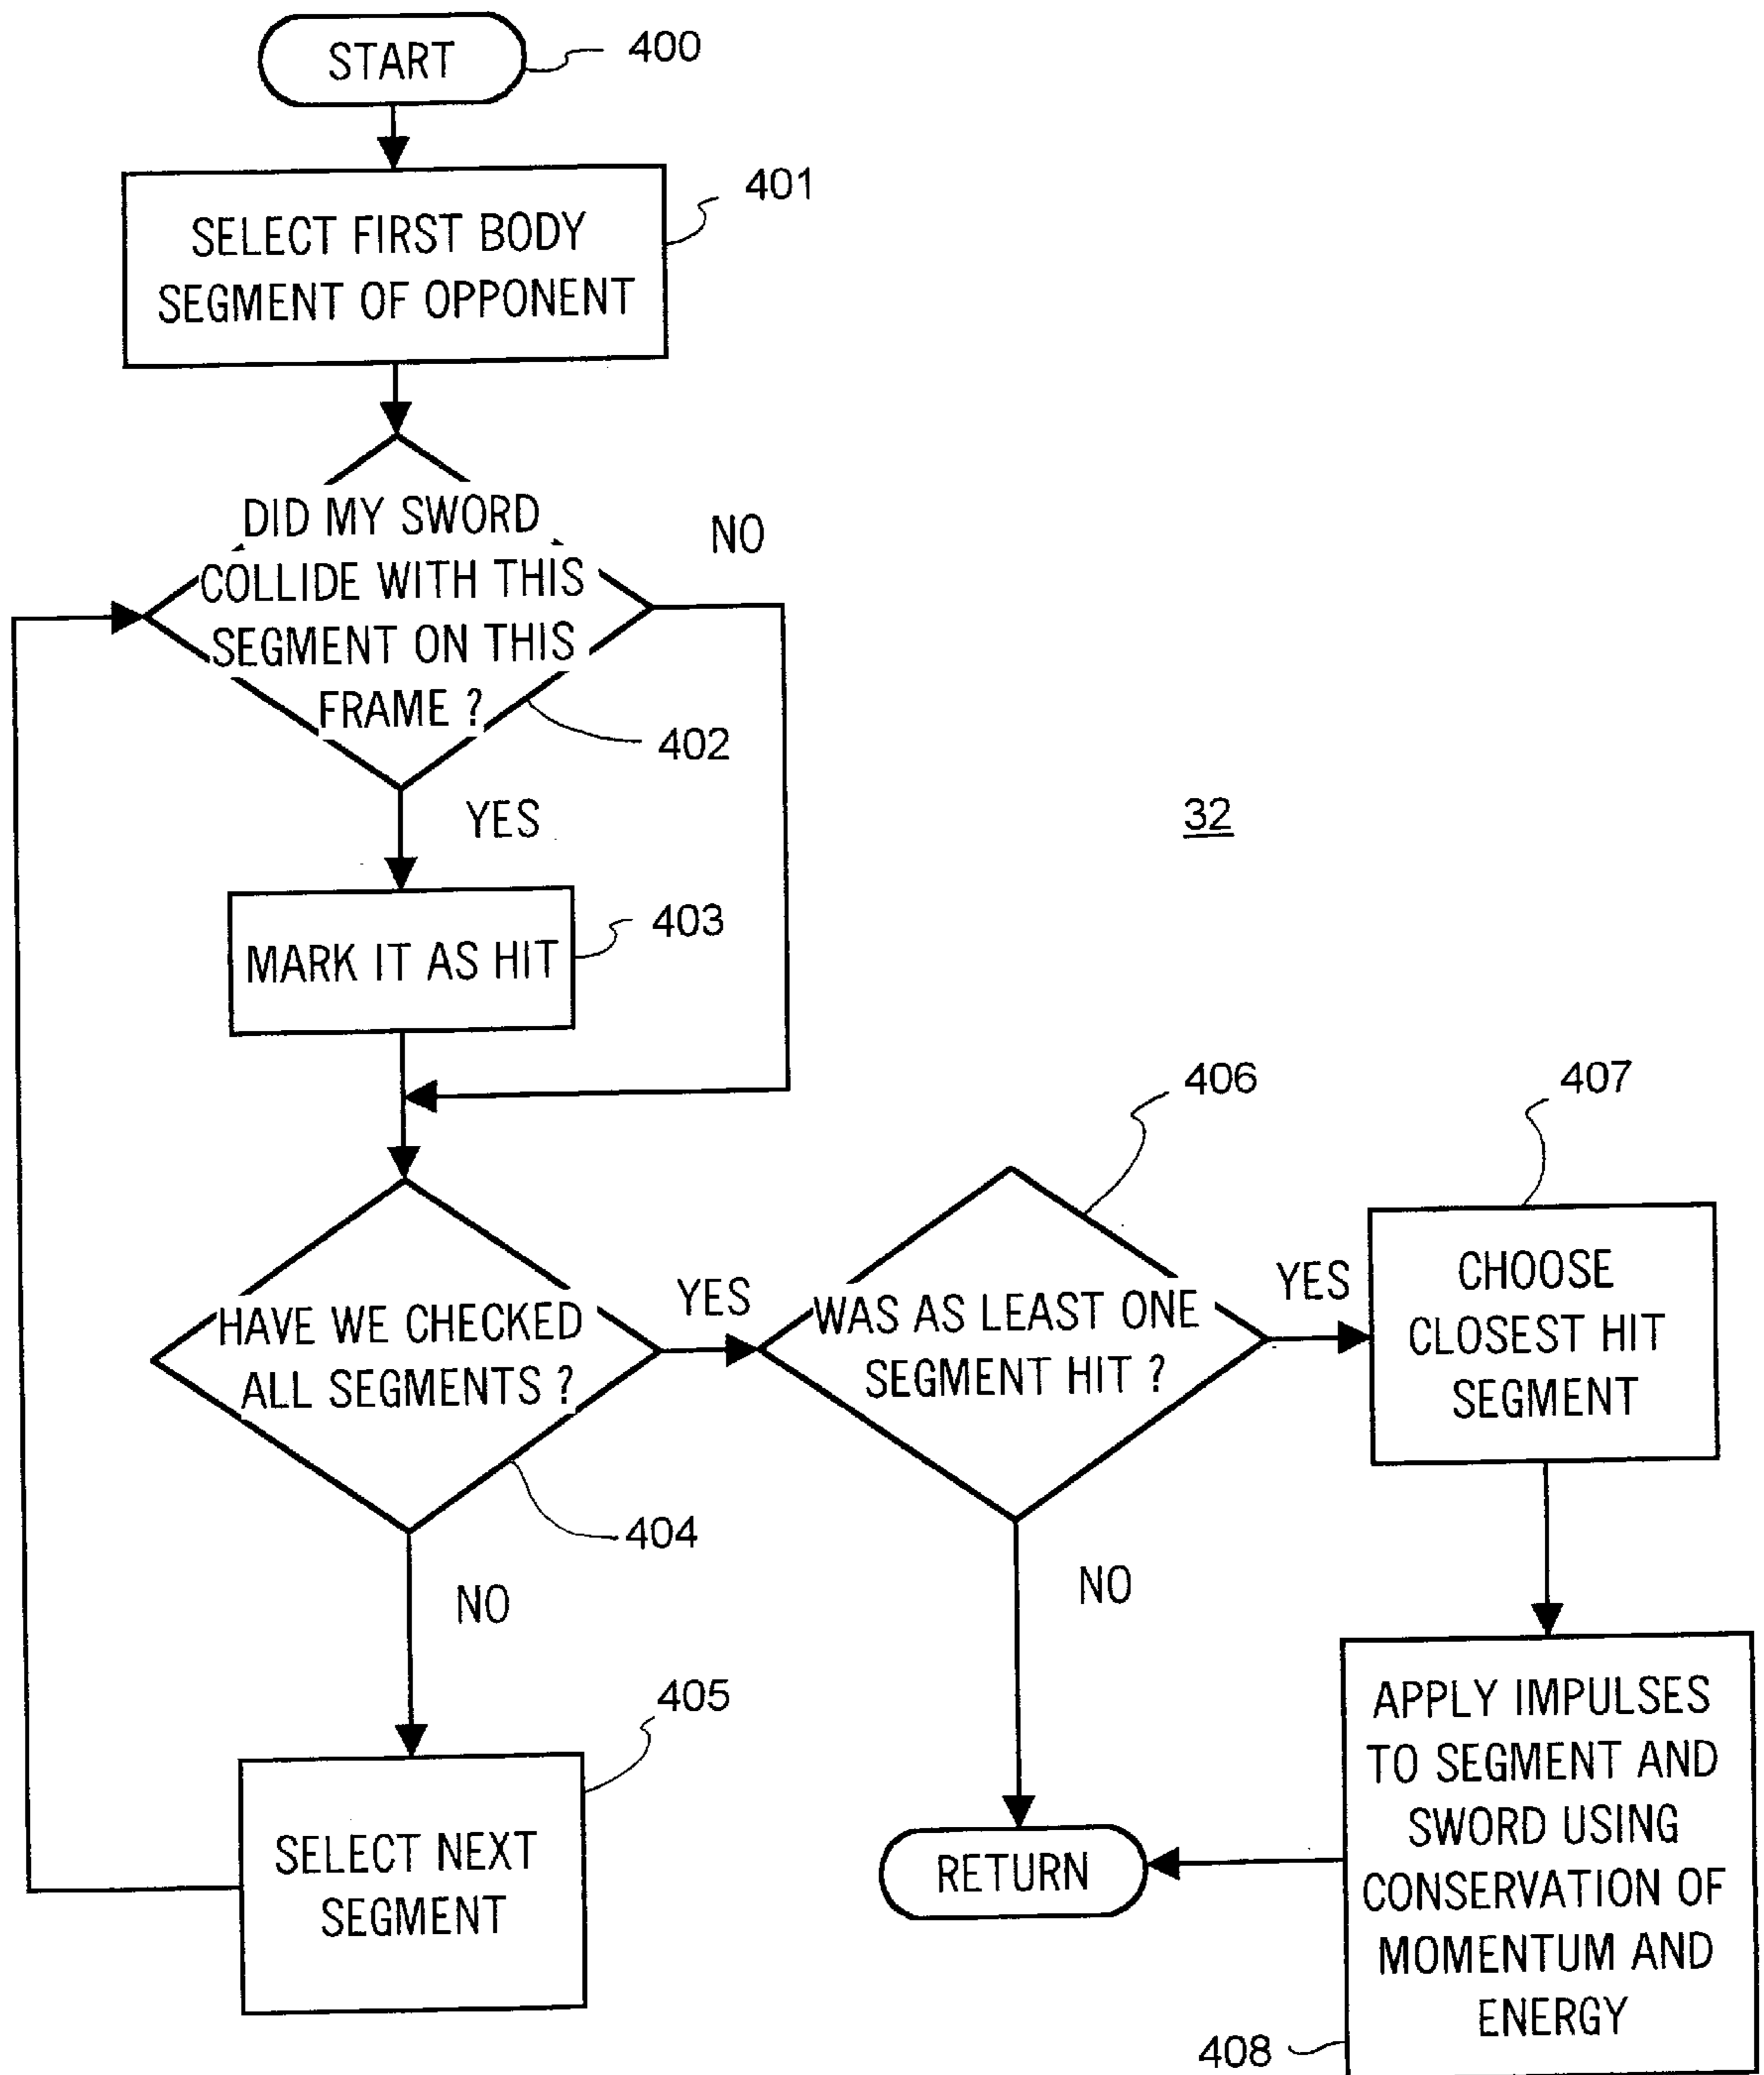 START
400
SELECT FIRST BODY
SEGMENT OF OPPONENT
401
DID MY SWORD
COLLIDE WITH THIS
SEGMENT ON THIS
FRAME ?
NO
402
YES
32
MARK IT AS HIT
403
HAVE WE CHECKED
ALL SEGMENTS ?
YES
404
NO
WAS AS LEAST ONE
SEGMENT HIT ?
406
YES
NO
CHOOSE
CLOSEST HIT
SEGMENT
407
SELECT NEXT
SEGMENT
405
RETURN
APPLY IMPULSES
TO SEGMENT AND
SWORD USING
CONSERVATION OF
MOMENTUM AND
ENERGY
408